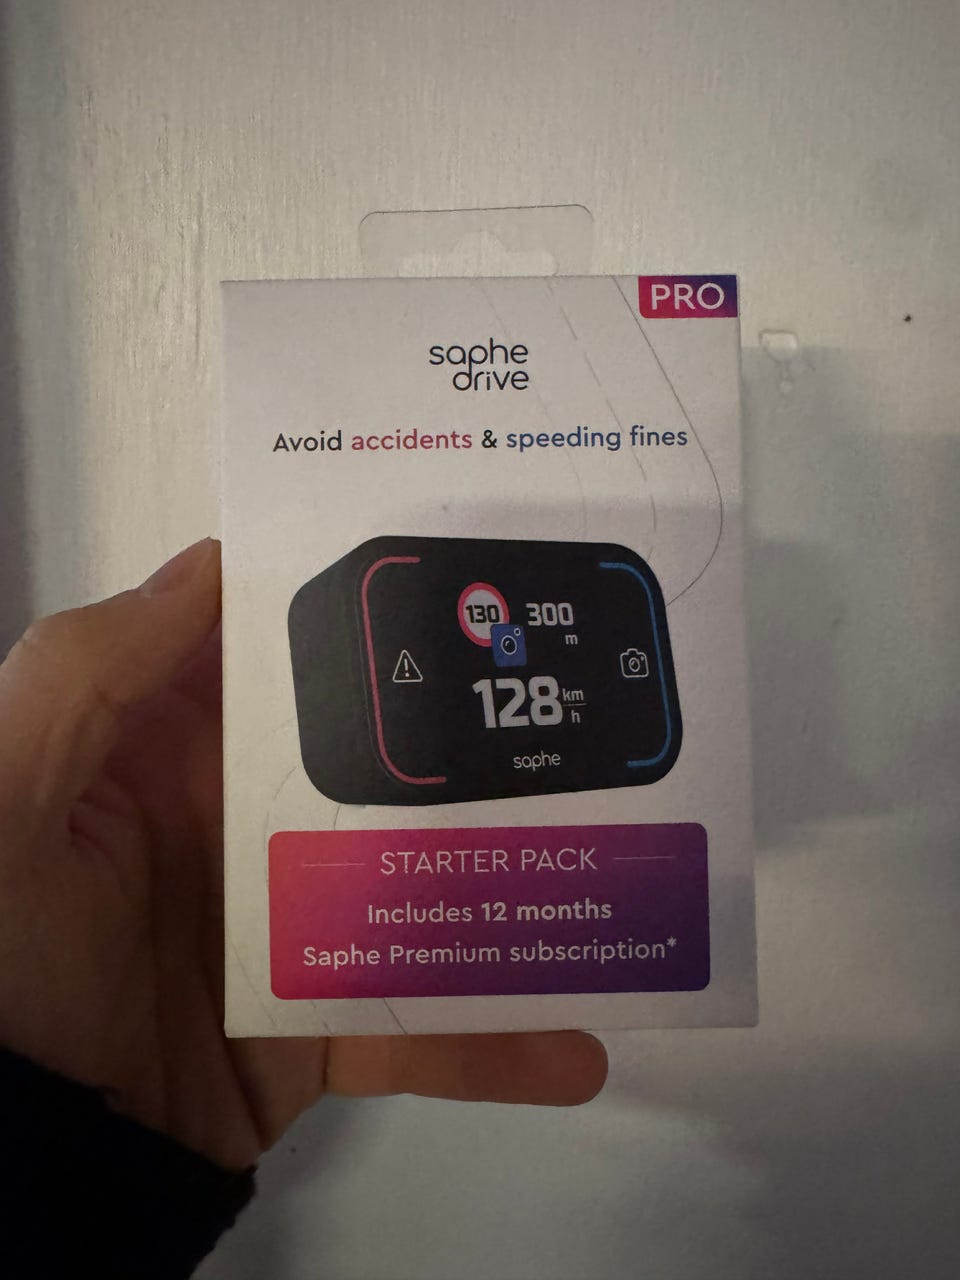 PRO
saphe
drive
Avoid accidents & speeding fines
130 300
m
128 km
h
saphe
STARTER PACK
Includes 12 months
Saphe Premium subscription*